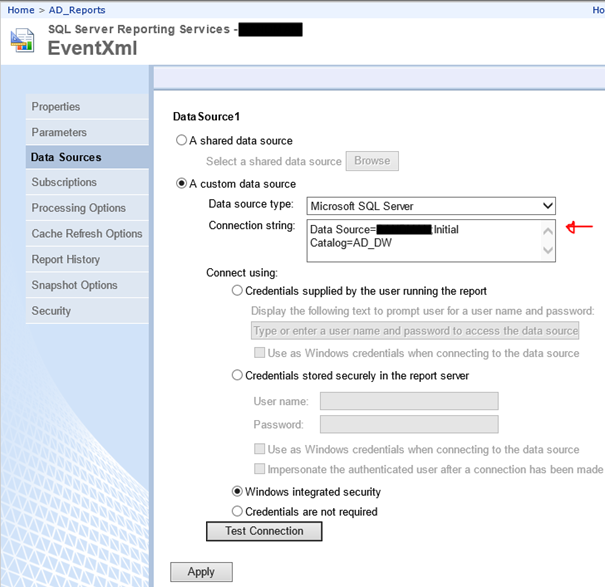 Home > AD_Reports
Ho
SQL Server Reporting Services -
EventXml
Properties
Parameters
Data Sources
Subscriptions
Processing Options
Cache Refresh Options
Report History
Snapshot Options
Security
DataSource1
A shared data source
Select a shared data source Browse
A custom data source
Data source type: Microsoft SQL Server
Connection string: Data Source= ;Initial
Catalog=AD_DW
Connect using:
Credentials supplied by the user running the report
Display the following text to prompt user for a user name and password:
Type or enter a user name and password to access the data source
Use as Windows credentials when connecting to the data source
Credentials stored securely in the report server
User name:
Password:
Use as Windows credentials when connecting to the data source
Impersonate the authenticated user after a connection has been made
Windows integrated security
Credentials are not required
Test Connection
Apply